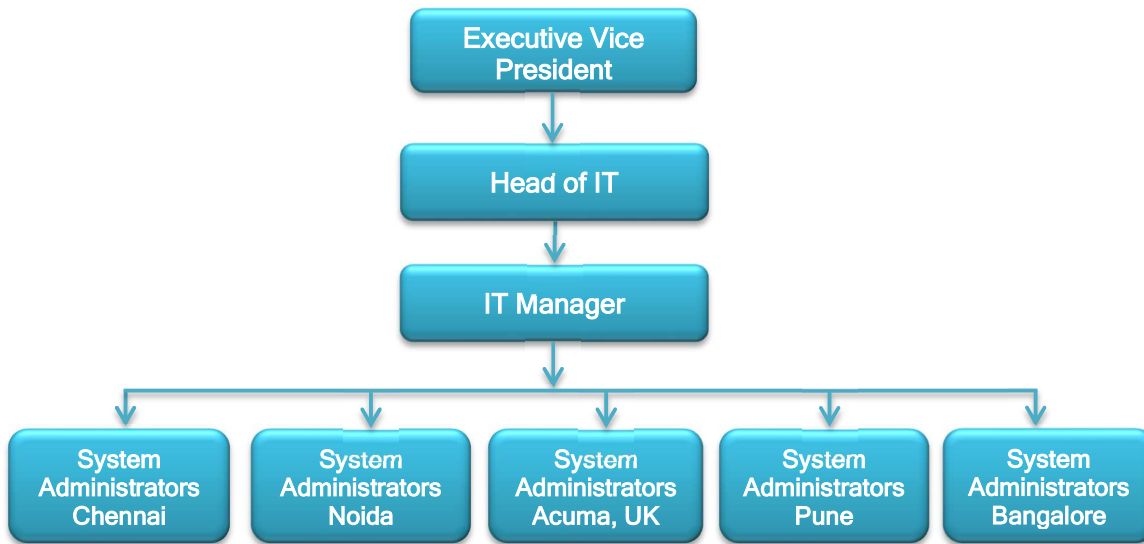 Executive Vice
President
Head of IT
IT Manager
System
Administrators
Chennai
System
Administrators
Noida
System
Administrators
Acuma, UK
System
Administrators
Pune
System
Administrators
Bangalore